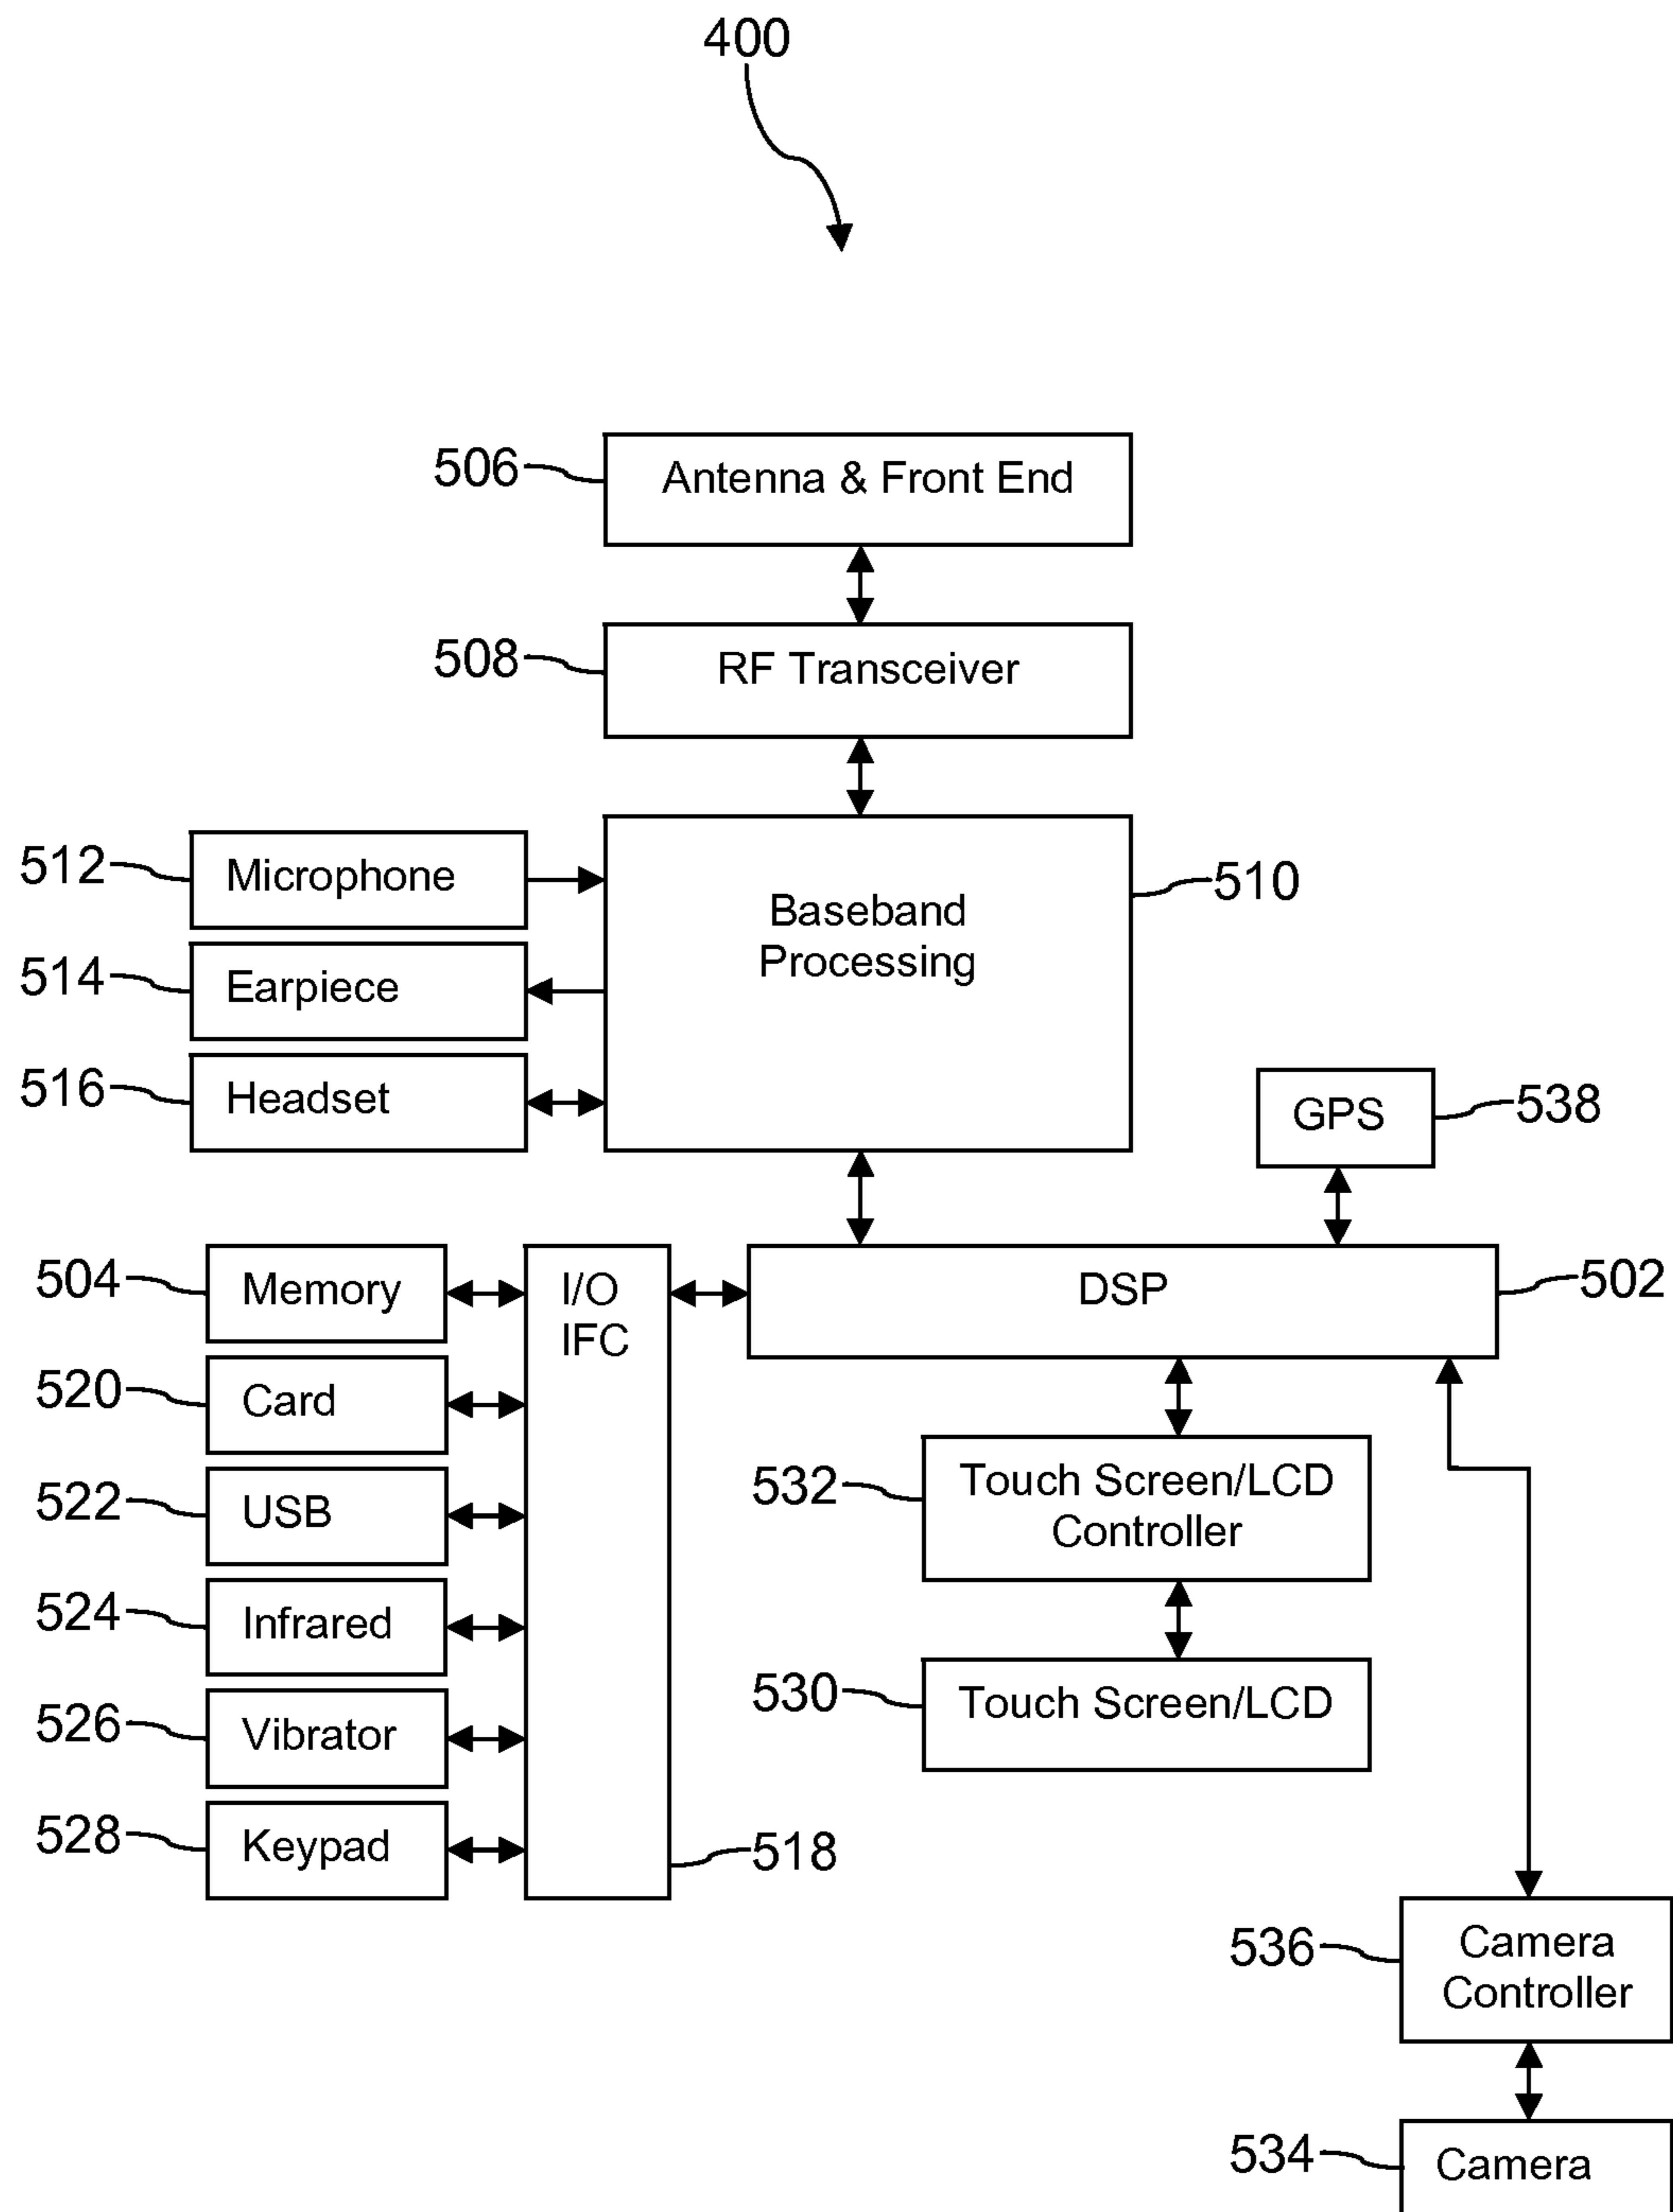 400
506
Antenna & Front End
508
RF Transceiver
512
Microphone
Baseband
Processing
510
514
Earpiece
516
Headset
GPS
538
504
Memory
I/O
IFC
DSP
502
520
Card
522
USB
532
Touch Screen/LCD
Controller
524
Infrared
526
Vibrator
530
Touch Screen/LCD
528
Keypad
518
536
Camera
Controller
534
Camera